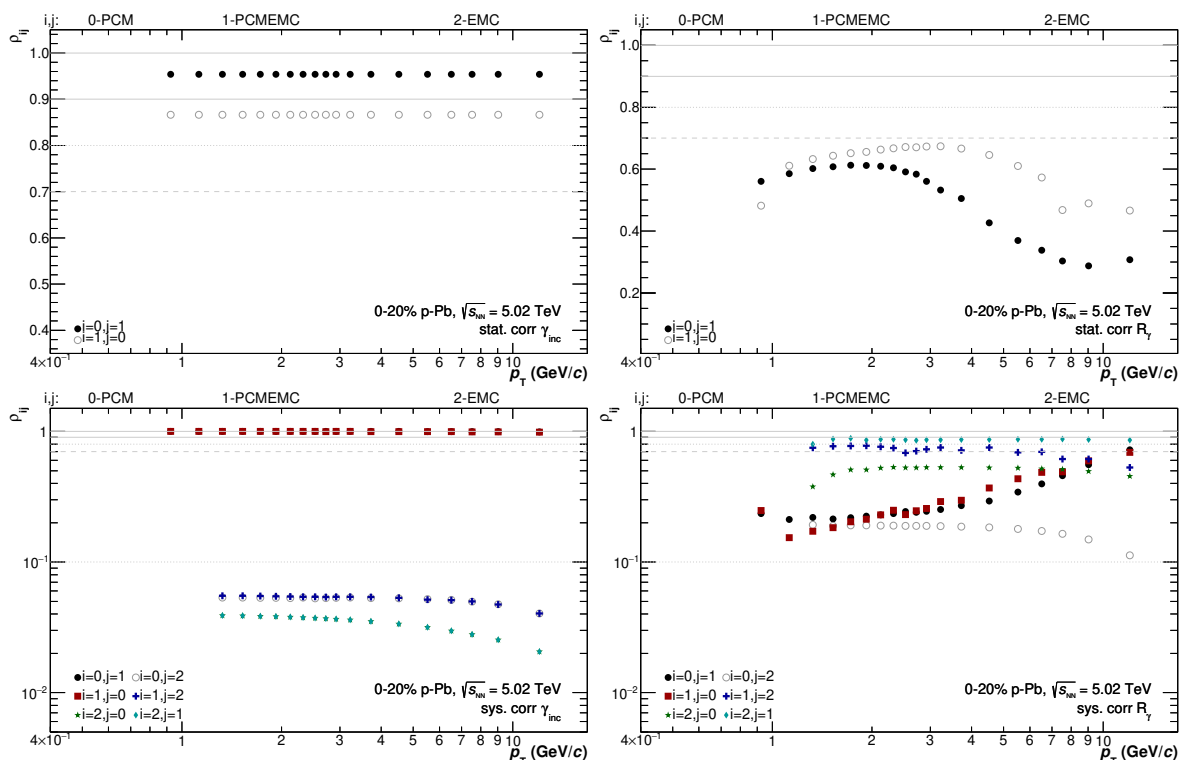 i,j: 0-PCM 1-PCMEMC 2-EMC
ρij
1.0
0.9
0.8
0.7
0.6
0.5
0.4
0-20% p-Pb, √sNN = 5.02 TeV
stat. corr γinc
i=0,j=1
i=1,j=0
4×10⁻¹ 1 2 3 4 5 6 7 8 9 10
pT (GeV/c)
i,j: 0-PCM 1-PCMEMC 2-EMC
ρij
1.0
0.8
0.6
0.4
0.2
0-20% p-Pb, √sNN = 5.02 TeV
stat. corr Rγ
i=0,j=1
i=1,j=0
4×10⁻¹ 1 2 3 4 5 6 7 8 9 10
pT (GeV/c)
i,j: 0-PCM 1-PCMEMC 2-EMC
ρij
1
10⁻¹
10⁻²
i=0,j=1 i=0,j=2
i=1,j=0 i=1,j=2
i=2,j=0 i=2,j=1
0-20% p-Pb, √sNN = 5.02 TeV
sys. corr γinc
4×10⁻¹ 1 2 3 4 5 6 7 8 9 10
pT (GeV/c)
i,j: 0-PCM 1-PCMEMC 2-EMC
ρij
1
10⁻¹
10⁻²
i=0,j=1 i=0,j=2
i=1,j=0 i=1,j=2
i=2,j=0 i=2,j=1
0-20% p-Pb, √sNN = 5.02 TeV
sys. corr Rγ
4×10⁻¹ 1 2 3 4 5 6 7 8 9 10
pT (GeV/c)